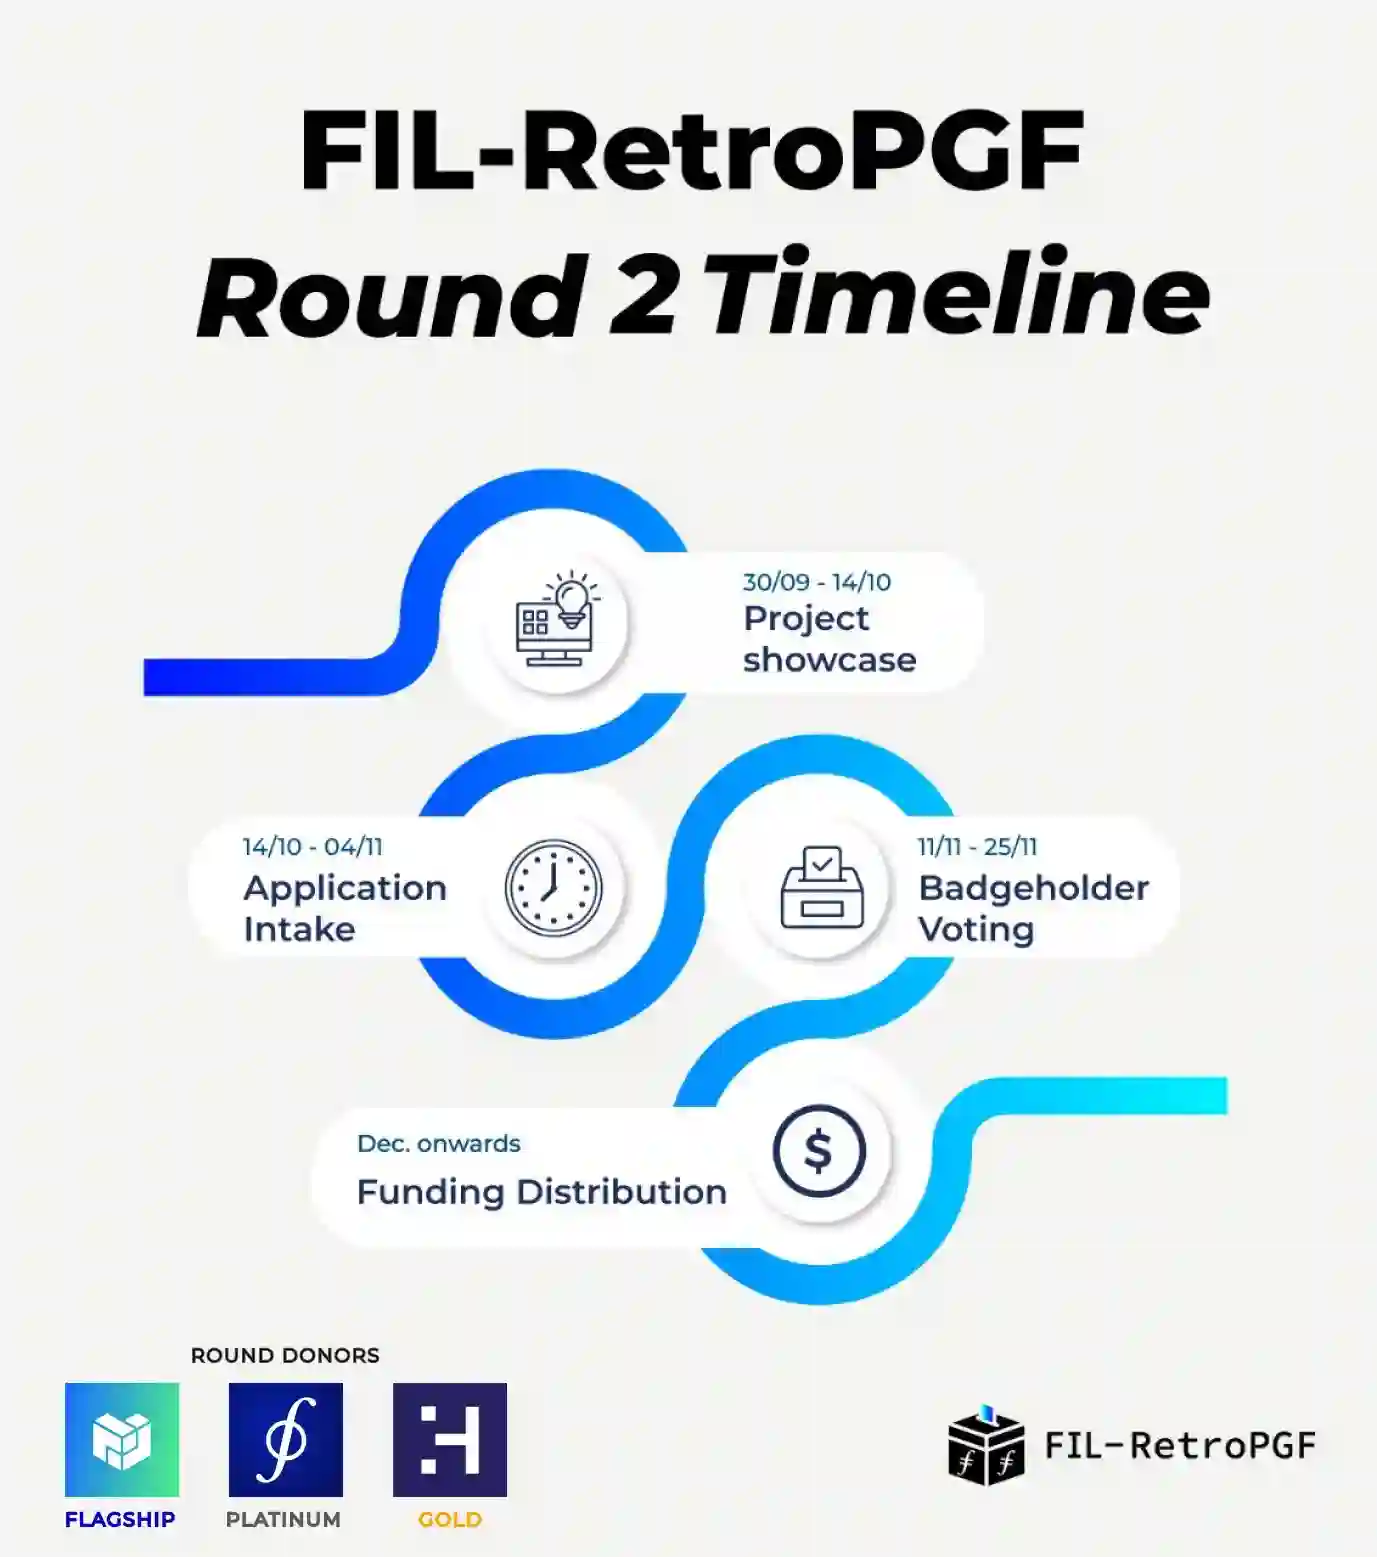 FIL-RetroPGF
Round 2 Timeline
30/09 - 14/10
Project
showcase
14/10 - 04/11
Application
Intake
11/11 - 25/11
Badgeholder
Voting
Dec. onwards
Funding Distribution
$
ROUND DONORS
FLAGSHIP
PLATINUM
GOLD
FIL-RetroPGF